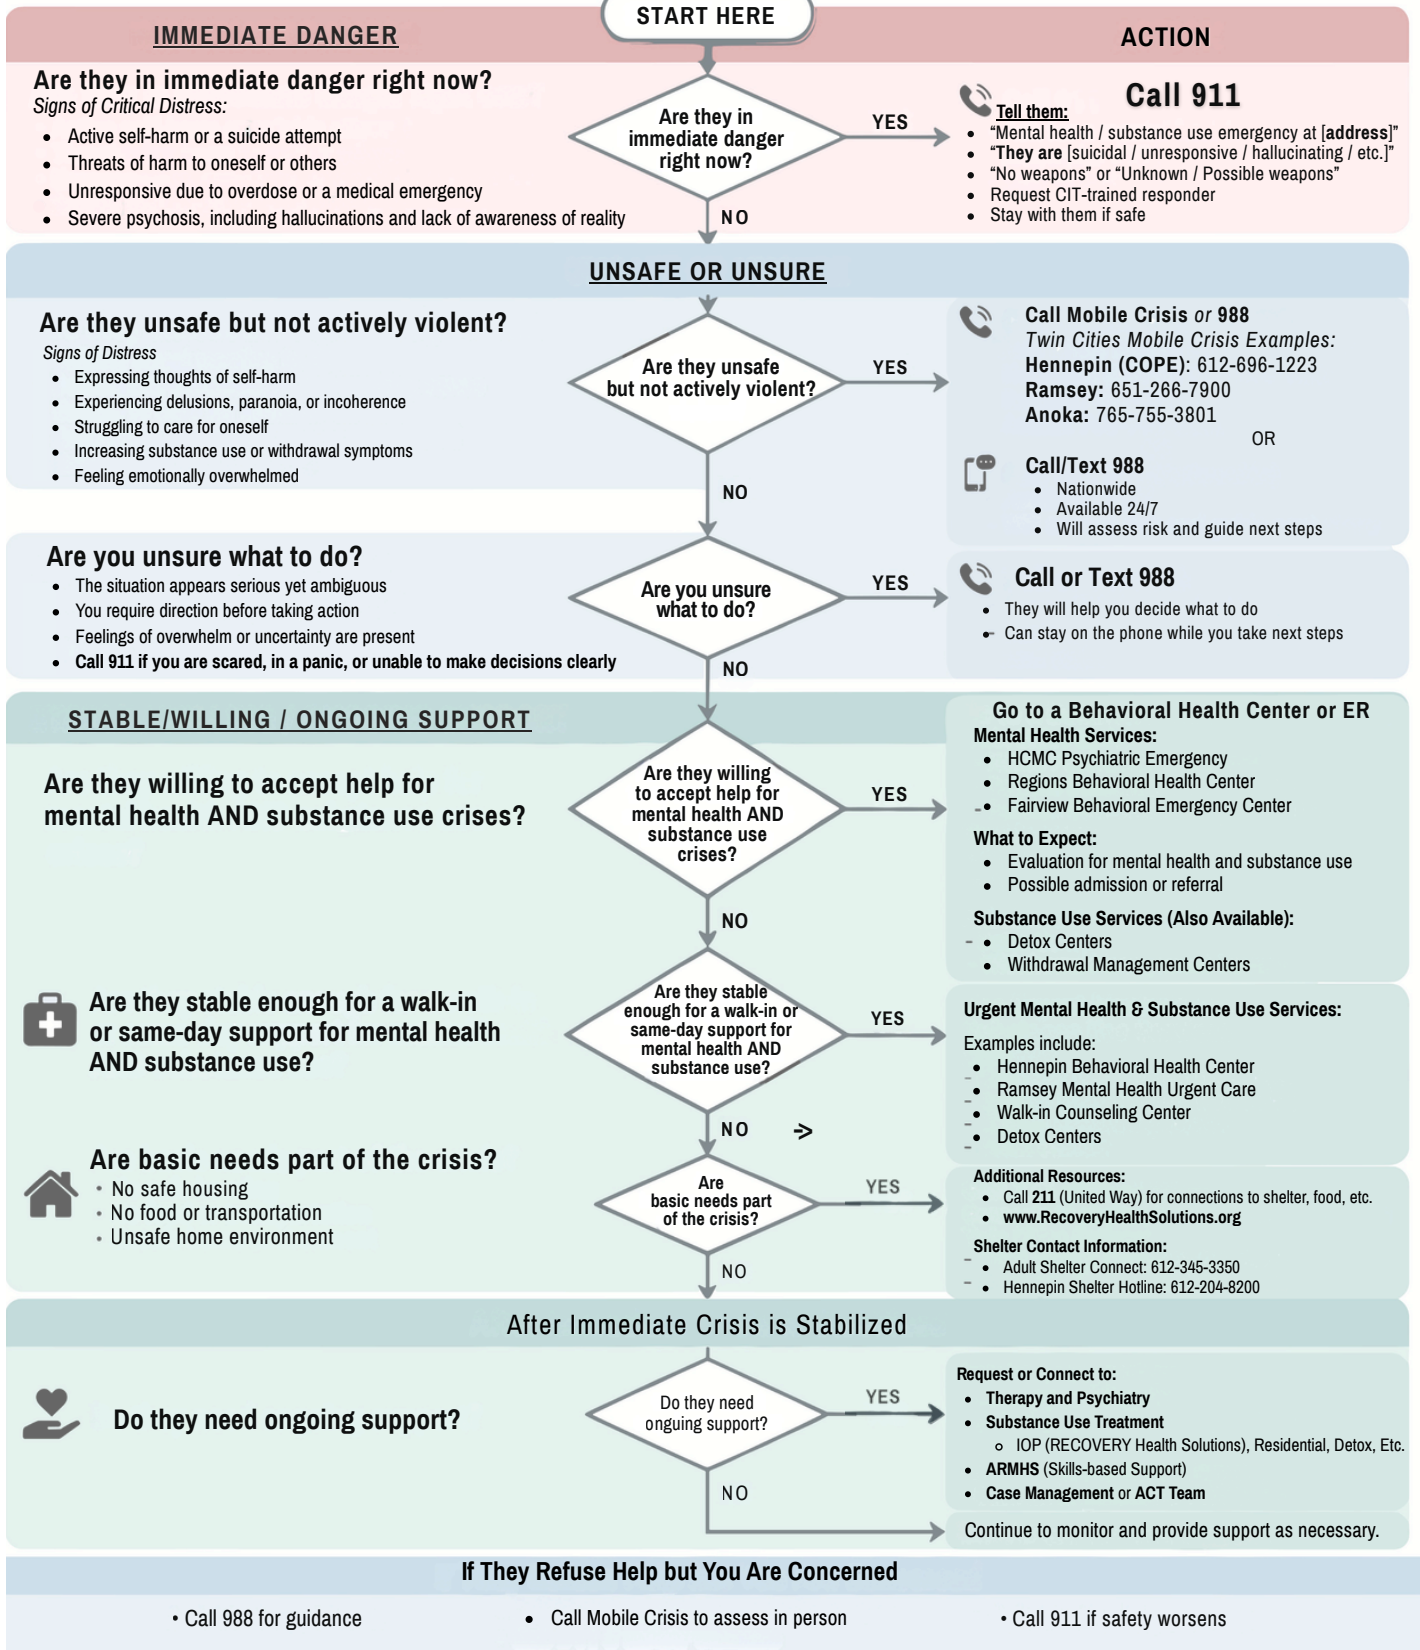 START HERE
IMMEDIATE DANGER
ACTION
Are they in immediate danger right now?
Signs of Critical Distress:
• Active self-harm or a suicide attempt
• Threats of harm to oneself or others
• Unresponsive due to overdose or a medical emergency
• Severe psychosis, including hallucinations and lack of awareness of reality
Are they in
immediate danger
right now?
YES
NO
Call 911
Tell them:
• “Mental health / substance use emergency at [address]”
• “They are [suicidal / unresponsive / hallucinating / etc.]”
• “No weapons” or “Unknown / Possible weapons”
• Request CIT-trained responder
• Stay with them if safe
UNSAFE OR UNSURE
Are they unsafe but not actively violent?
Signs of Distress
• Expressing thoughts of self-harm
• Experiencing delusions, paranoia, or incoherence
• Struggling to care for oneself
• Increasing substance use or withdrawal symptoms
• Feeling emotionally overwhelmed
Are they unsafe
but not actively violent?
YES
NO
Call Mobile Crisis or 988
Twin Cities Mobile Crisis Examples:
Hennepin (COPE): 612-696-1223
Ramsey: 651-266-7900
Anoka: 765-755-3801
OR
Call/Text 988
• Nationwide
• Available 24/7
• Will assess risk and guide next steps
Are you unsure what to do?
• The situation appears serious yet ambiguous
• You require direction before taking action
• Feelings of overwhelm or uncertainty are present
• Call 911 if you are scared, in a panic, or unable to make decisions clearly
Are you unsure
what to do?
YES
NO
Call or Text 988
• They will help you decide what to do
• Can stay on the phone while you take next steps
STABLE/WILLING / ONGOING SUPPORT
Are they willing to accept help for
mental health AND substance use crises?
Are they willing
to accept help for
mental health AND
substance use
crises?
YES
NO
Go to a Behavioral Health Center or ER
Mental Health Services:
• HCMC Psychiatric Emergency
• Regions Behavioral Health Center
• Fairview Behavioral Emergency Center
What to Expect:
• Evaluation for mental health and substance use
• Possible admission or referral
Substance Use Services (Also Available):
• Detox Centers
• Withdrawal Management Centers
Are they stable enough for a walk-in
or same-day support for mental health
AND substance use?
Are they stable
enough for a walk-in or
same-day support for
mental health AND
substance use?
YES
NO ->
Urgent Mental Health & Substance Use Services:
Examples include:
• Hennepin Behavioral Health Center
• Ramsey Mental Health Urgent Care
• Walk-in Counseling Center
• Detox Centers
Are basic needs part of the crisis?
• No safe housing
• No food or transportation
• Unsafe home environment
Are
basic needs part
of the crisis?
YES
NO
Additional Resources:
• Call 211 (United Way) for connections to shelter, food, etc.
• www.RecoveryHealthSolutions.org
Shelter Contact Information:
• Adult Shelter Connect: 612-345-3350
• Hennepin Shelter Hotline: 612-204-8200
After Immediate Crisis is Stabilized
Do they need ongoing support?
Do they need
onguing support?
YES
NO
Request or Connect to:
• Therapy and Psychiatry
• Substance Use Treatment
o IOP (RECOVERY Health Solutions), Residential, Detox, Etc.
• ARMHS (Skills-based Support)
• Case Management or ACT Team
Continue to monitor and provide support as necessary.
If They Refuse Help but You Are Concerned
• Call 988 for guidance
• Call Mobile Crisis to assess in person
• Call 911 if safety worsens